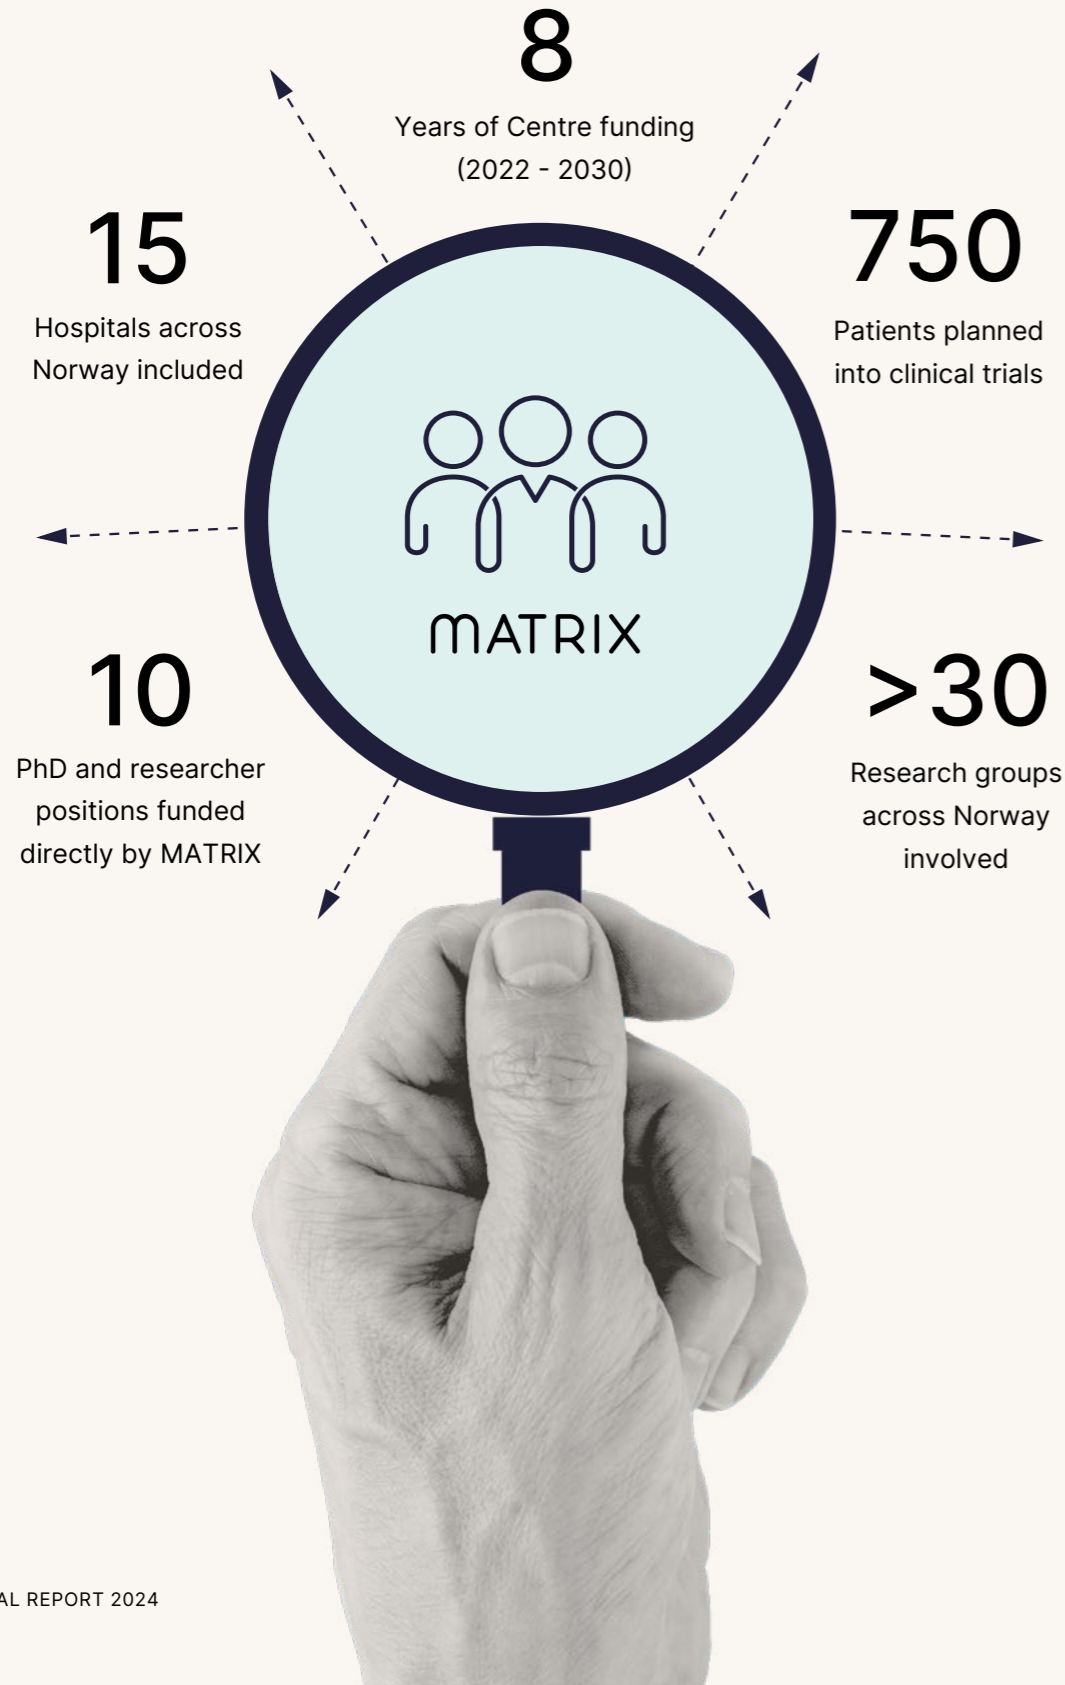 8
Years of Centre funding
(2022 - 2030)
15
Hospitals across
Norway included
750
Patients planned
into clinical trials
MATRIX
10
PhD and researcher
positions funded
directly by MATRIX
>30
Research groups
across Norway
involved
REPORT 2024